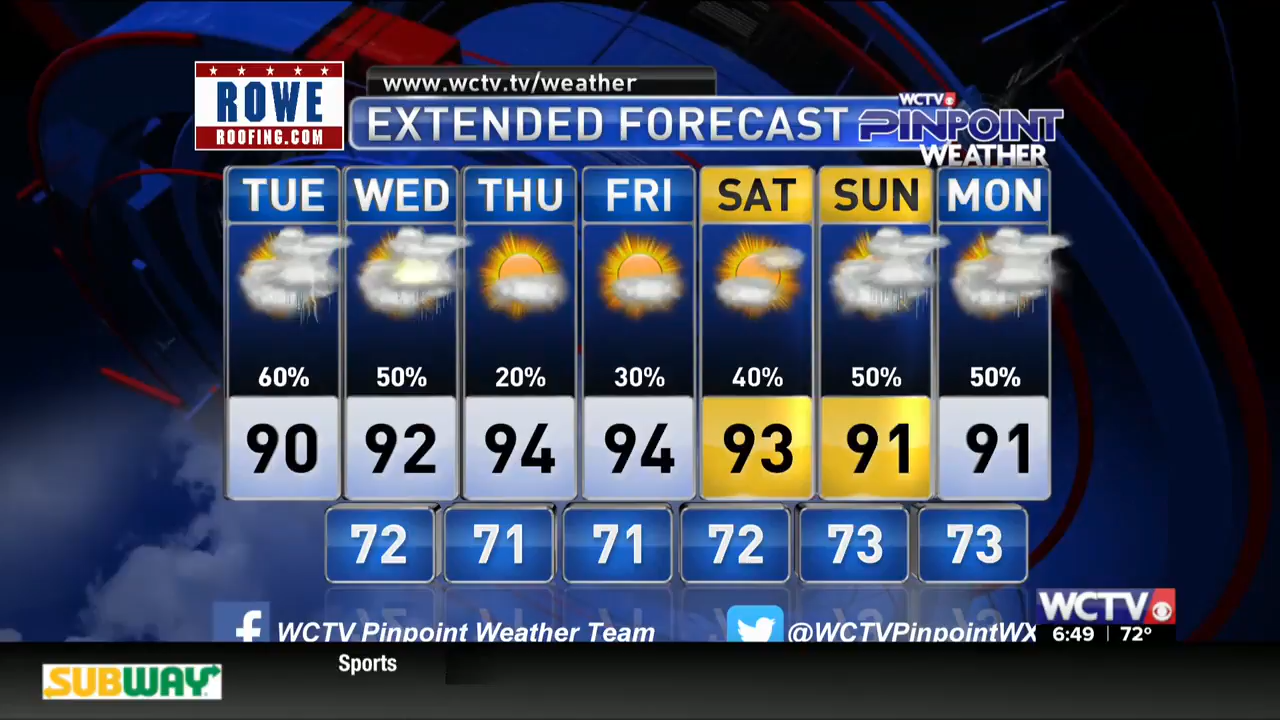 www.wctv.tv/weather
ROWE
ROOFING.COM
EXTENDED FORECAST
WCTV
PINPOINT
WEATHER
TUE WED THU FRI SAT SUN MON
60% 50% 20% 30% 40% 50% 50%
90 92 94 94 93 91 91
72 71 71 72 73 73
WCTV
f WCTV Pinpoint Weather Team @WCTVPinpointWX
6:49 72°
Sports
SUBWAY